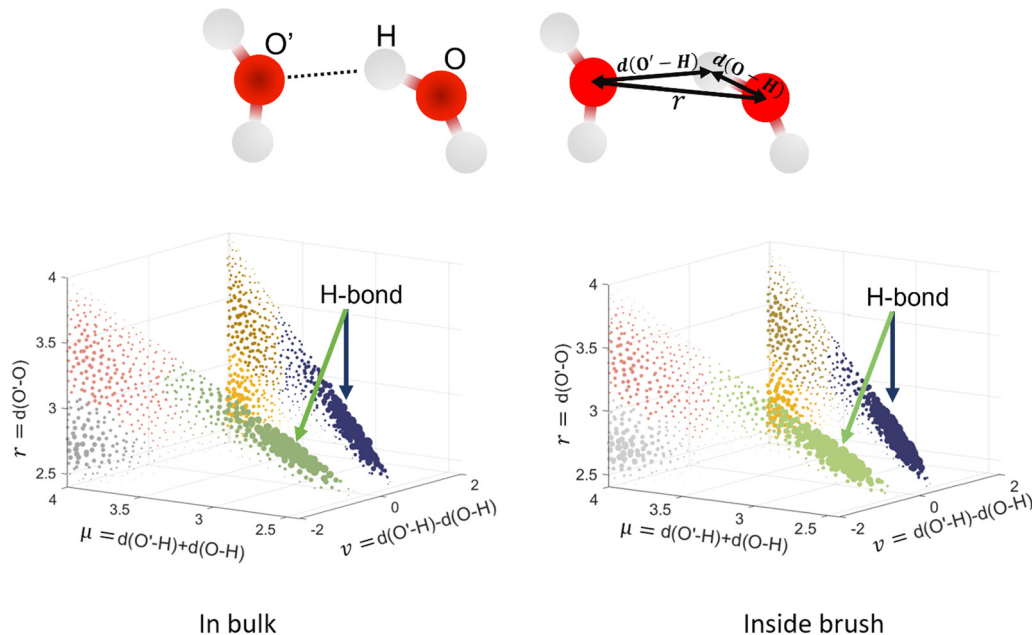 O'
H
O
d(O' − H)
d(O − H)
r
H-bond
4
3.5
3
2.5
r = d(O'-O)
4
3.5
3
2.5
μ = d(O'-H)+d(O-H)
-2
0
2
ν = d(O'-H)-d(O-H)
In bulk
H-bond
4
3.5
3
2.5
r = d(O'-O)
4
3.5
3
2.5
μ = d(O'-H)+d(O-H)
-2
0
2
ν = d(O'-H)-d(O-H)
Inside brush